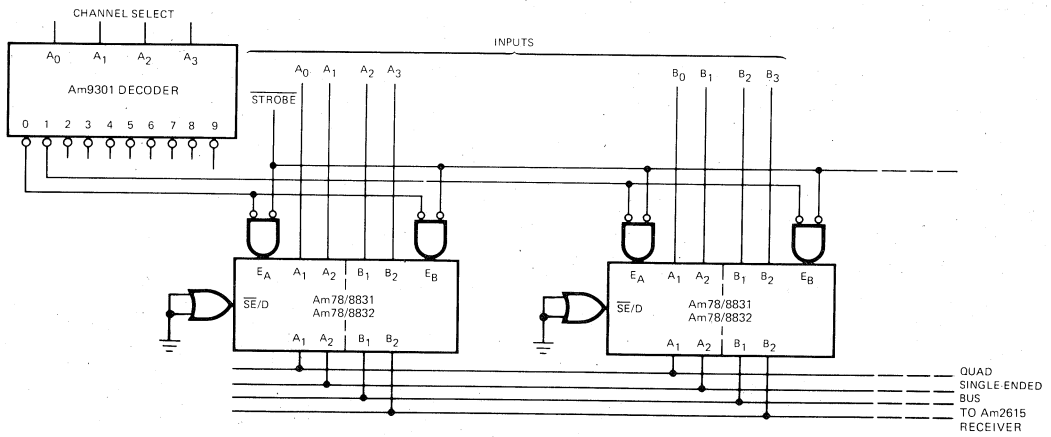 CHANNEL SELECT
A0 A1 A2 A3
Am9301 DECODER
0 1 2 3 4 5 6 7 8 9
INPUTS
A0 A1 A2 A3
B0 B1 B2 B3
STROBE
EA A1 A2 B1 B2 EB
SE/D
Am78/8831
Am78/8832
A1 A2 B1 B2
EA A1 A2 B1 B2 EB
SE/D
Am78/8831
Am78/8832
A1 A2 B1 B2
QUAD
SINGLE-ENDED
BUS
TO Am2615
RECEIVER